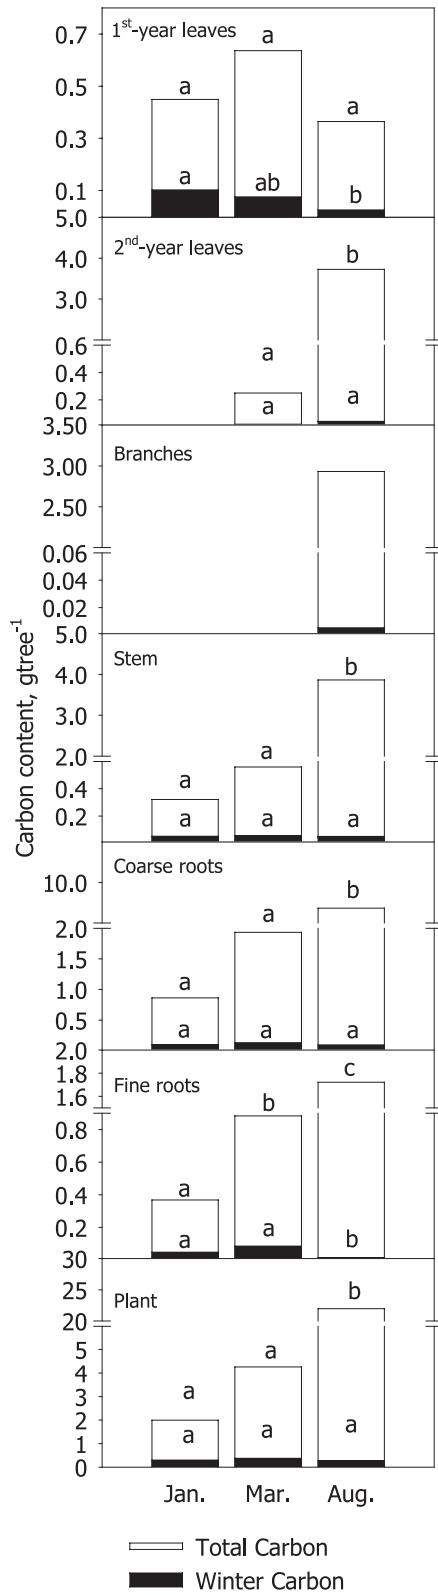 1st-year leaves
0.7
0.5
0.3
0.1
a
a
a
a
ab
b
2nd-year leaves
5.0
4.0
3.0
0.6
0.4
0.2
a
b
a
a
Branches
3.50
3.00
2.50
0.06
0.04
0.02
Stem
5.0
4.0
3.0
2.0
0.4
0.2
a
a
b
a
a
a
Coarse roots
10.0
2.0
2.0
1.5
1.0
0.5
a
a
b
a
a
a
Fine roots
2.0
1.8
1.6
0.8
0.6
0.4
0.2
a
b
c
a
a
b
Plant
30
25
20
20
5
4
3
2
1
0
a
a
b
a
a
a
Carbon content, gtree-1
Jan. Mar. Aug.
Total Carbon
Winter Carbon